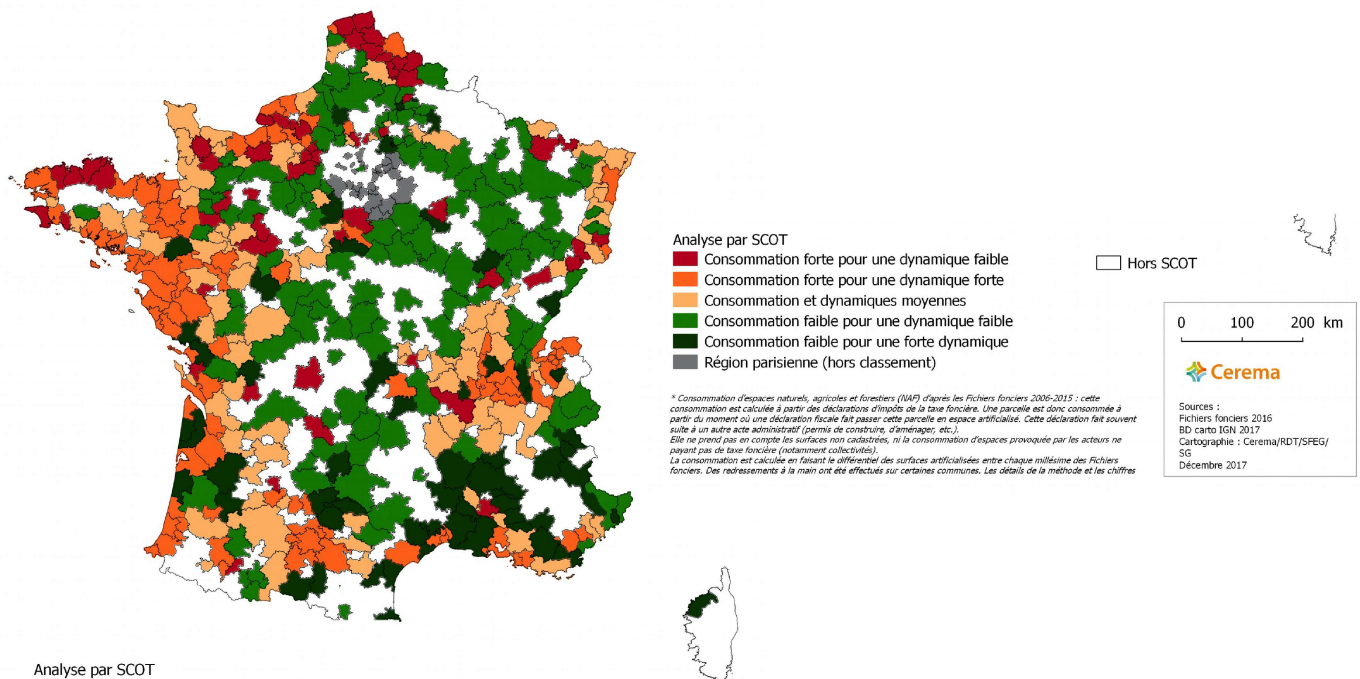 Analyse par SCOT
Consommation forte pour une dynamique faible
Consommation forte pour une dynamique forte
Consommation et dynamiques moyennes
Consommation faible pour une dynamique faible
Consommation faible pour une forte dynamique
Région parisienne (hors classement)
Hors SCOT
* Consommation d'espaces naturels, agricoles et forestiers (NAF) d'après les Fichiers fonciers 2006-2015 : cette
consommation est calculée à partir des déclarations d'impôts de la taxe foncière. Une parcelle est donc consommée à
partir du moment où une déclaration fiscale fait passer cette parcelle en espace artificialisé. Cette déclaration fait souvent
suite à un autre acte administratif (permis de construire, d'aménager, etc.).
Elle ne prend pas en compte les surfaces non cadastrées, ni la consommation d'espaces provoquée par les acteurs ne
payant pas de taxe foncière (notamment collectivités).
La consommation est calculée en faisant le différentiel des surfaces artificialisées entre chaque millésime des Fichiers
fonciers. Des redressements à la main ont été effectués sur certaines communes. Les détails de la méthode et les chiffres
0 100 200 km
Cerema
Sources :
Fichiers fonciers 2016
BD carto IGN 2017
Cartographie : Cerema/RDT/SFEG/
SG
Décembre 2017
Analyse par SCOT